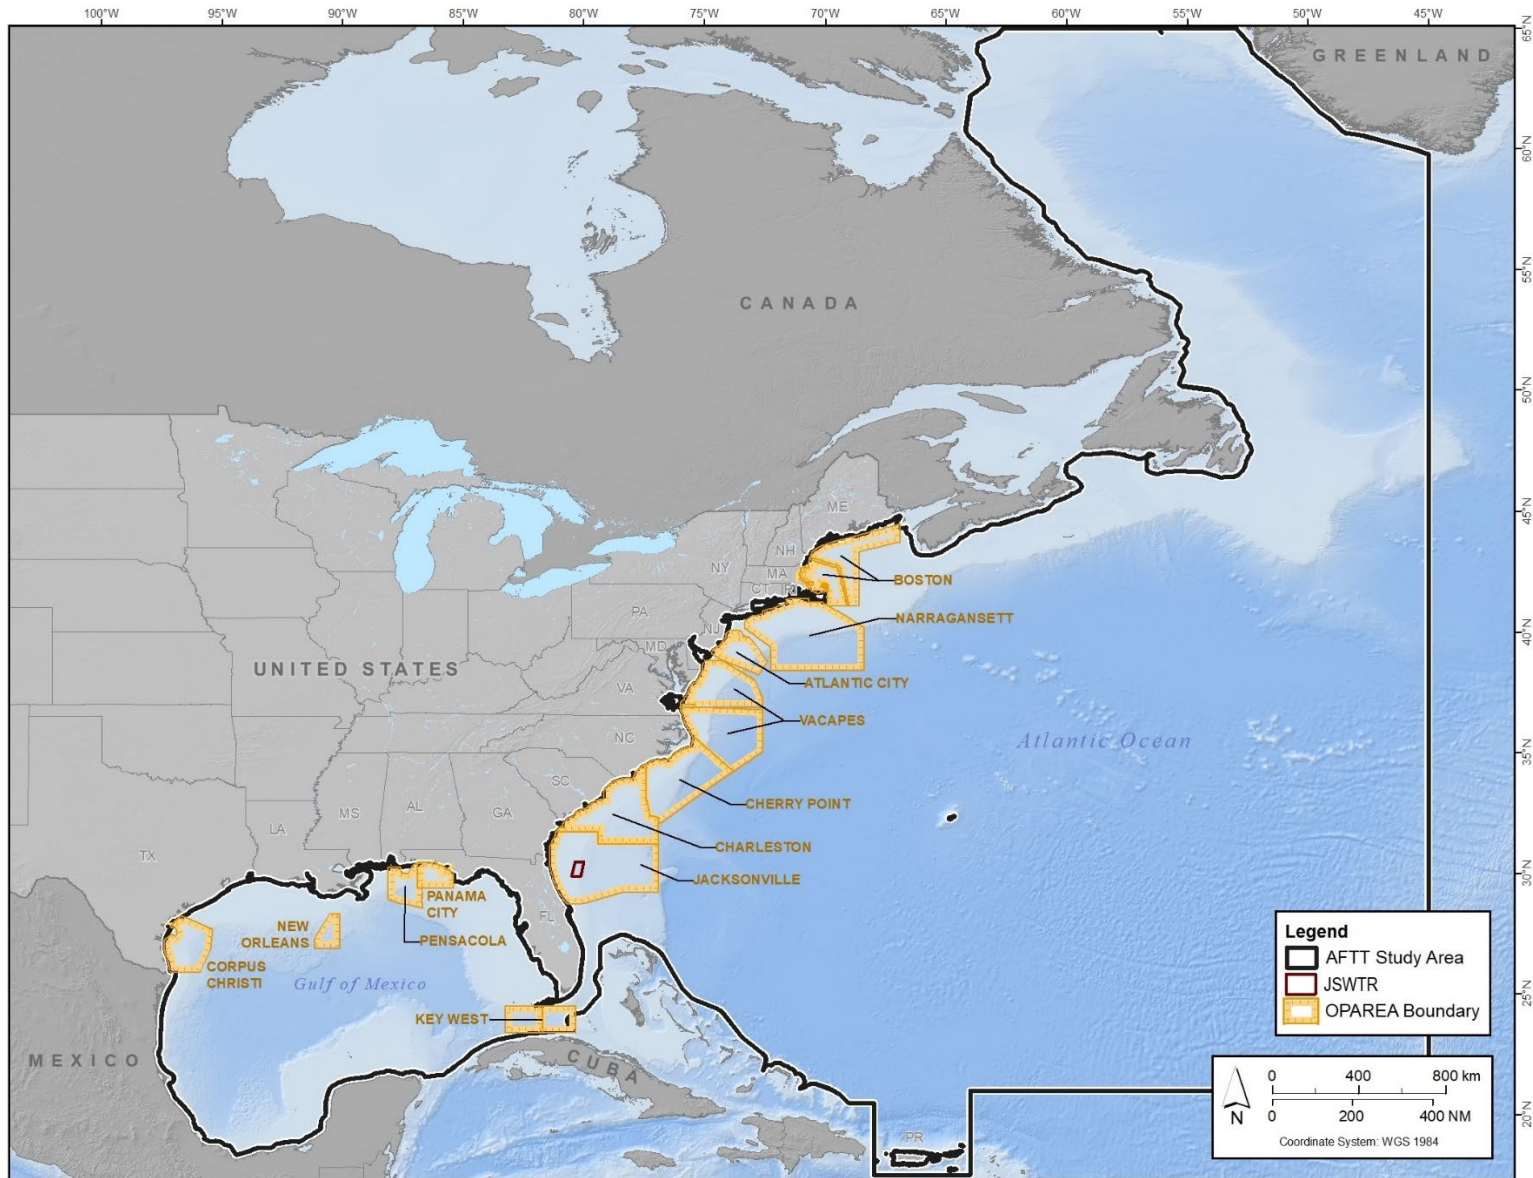 100°W 95°W 90°W 85°W 80°W 75°W 70°W 65°W 60°W 55°W 50°W 45°W
65°N
GREENLAND
60°N
55°N
CANADA
50°N
45°N
ME
NH
MA
NY
CT
BOSTON
NARRAGANSETT
40°N
PA
NJ
MD
UNITED STATES
ATLANTIC CITY
VA
VACAPES
NC
Atlantic Ocean
35°N
SC
CHERRY POINT
MS
AL
GA
LA
CHARLESTON
TX
JACKSONVILLE
30°N
PANAMA
CITY
FL
NEW
ORLEANS
PENSACOLA
CORPUS
CHRISTI
Gulf of Mexico
25°N
KEY WEST
MEXICO
CUBA
20°N
PR
Legend
AFTT Study Area
JSWTR
OPAREA Boundary
0 400 800 km
0 200 400 NM
N
Coordinate System: WGS 1984